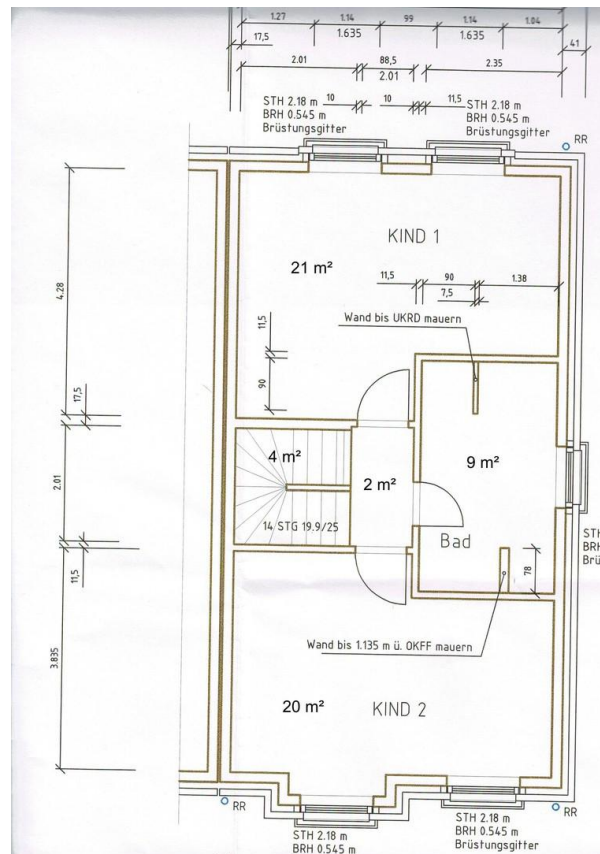 1.27 1.14 99 1.14 1.04
17,5 1.635 1.635 41
2.01 88,5 2.35
2.01
10 10 11,5
STH 2.18 m
BRH 0.545 m
Brüstungsgitter
STH 2.18 m
BRH 0.545 m
Brüstungsgitter
RR
KIND 1
21 m²
11,5 90 1.38
7,5
4.28
Wand bis UKRD mauern
11,5
90
17,5
4 m²
9 m²
2 m²
2.01
14 STG 19.9/25
Bad
STH
BRH
Brü
78
11,5
Wand bis 1.135 m ü. OKFF mauern
3.835
20 m²
KIND 2
RR
RR
STH 2.18 m
BRH 0.545 m
STH 2.18 m
BRH 0.545 m
Brüstungsgitter